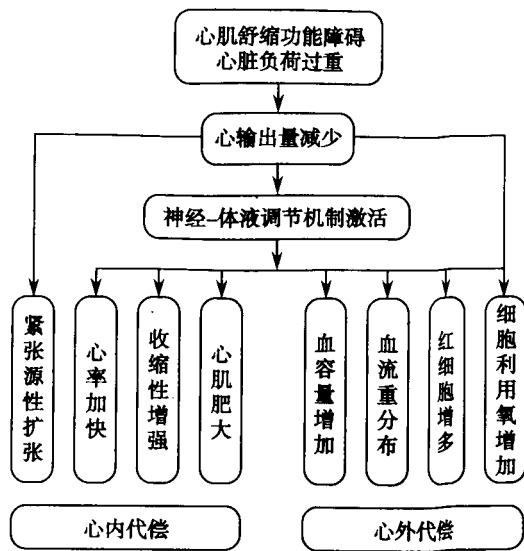 心肌舒缩功能障碍
心脏负荷过重
心输出量减少
神经-体液调节机制激活
紧张源性扩张
心率加快
收缩性增强
心肌肥大
血容量增加
血流重分布
红细胞增多
细胞利用氧增加
心内代偿
心外代偿